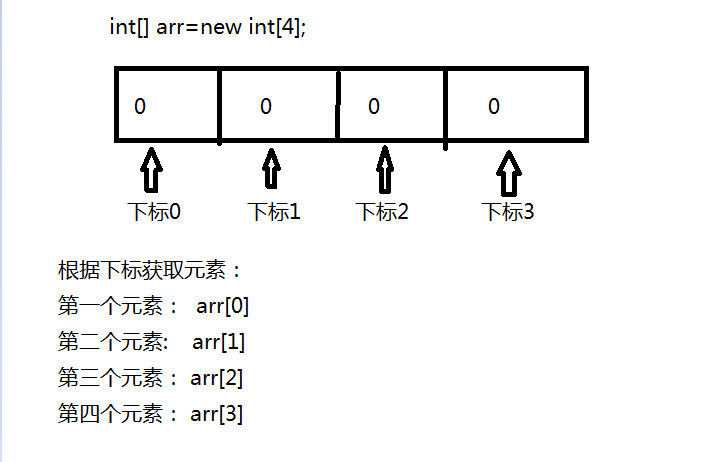 int[] arr=new int[4];
0 0 0 0
下标0 下标1 下标2 下标3
根据下标获取元素：
第一个元素： arr[0]
第二个元素: arr[1]
第三个元素： arr[2]
第四个元素： arr[3]